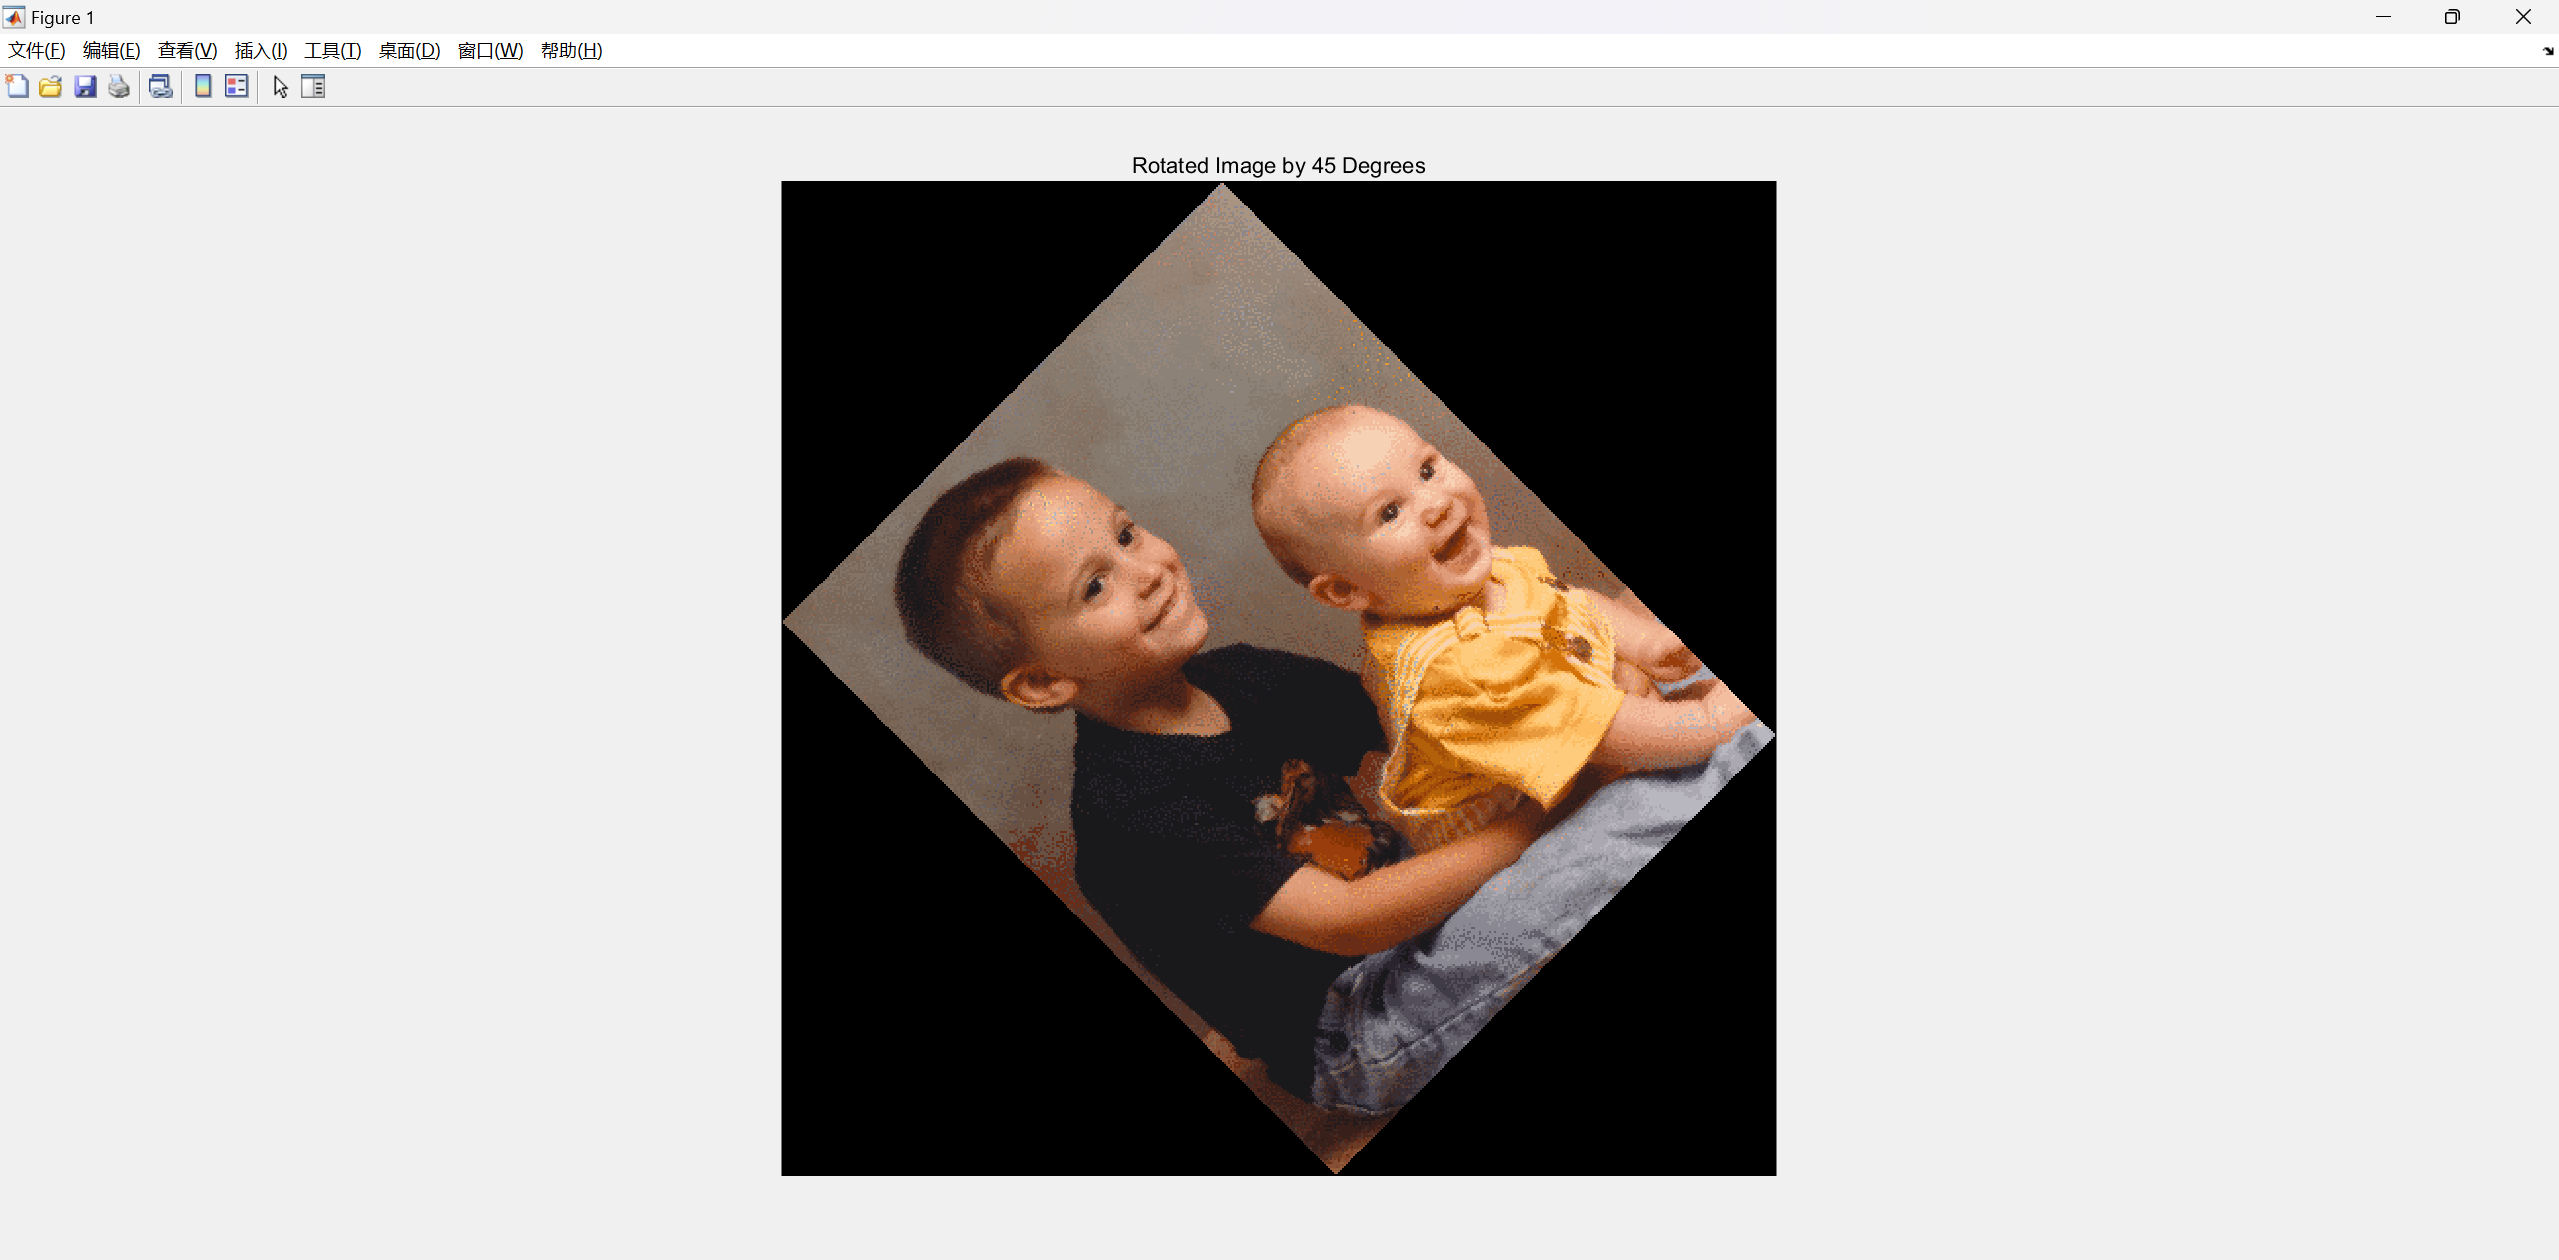 Figure 1
文件(F) 编辑(E) 查看(V) 插入(I) 工具(T) 桌面(D) 窗口(W) 帮助(H)
Rotated Image by 45 Degrees